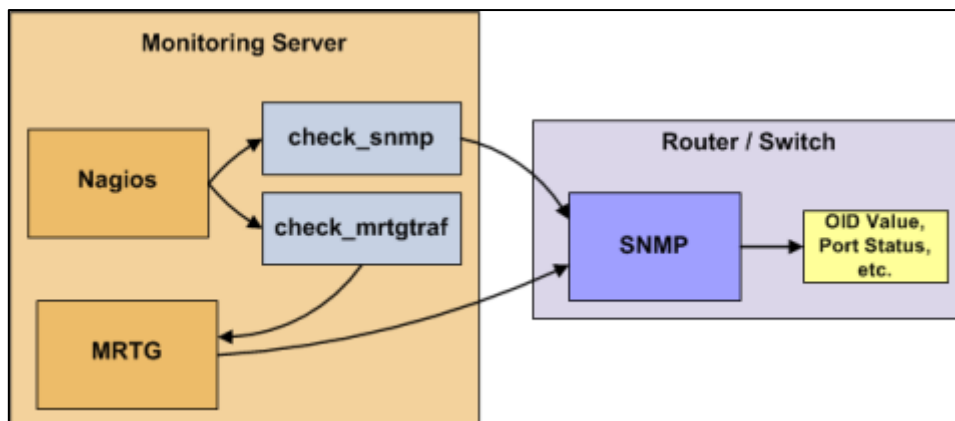 Monitoring Server
check_snmp
Nagios
check_mrtgtraf
MRTG
Router / Switch
SNMP
OID Value,
Port Status,
etc.